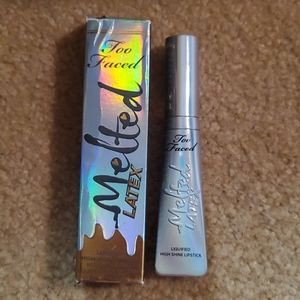 Too
Faced
Melted
LATEX
Too
Faced
Melted
LATEX
LIQUIFIED
HIGH SHINE LIPSTICK